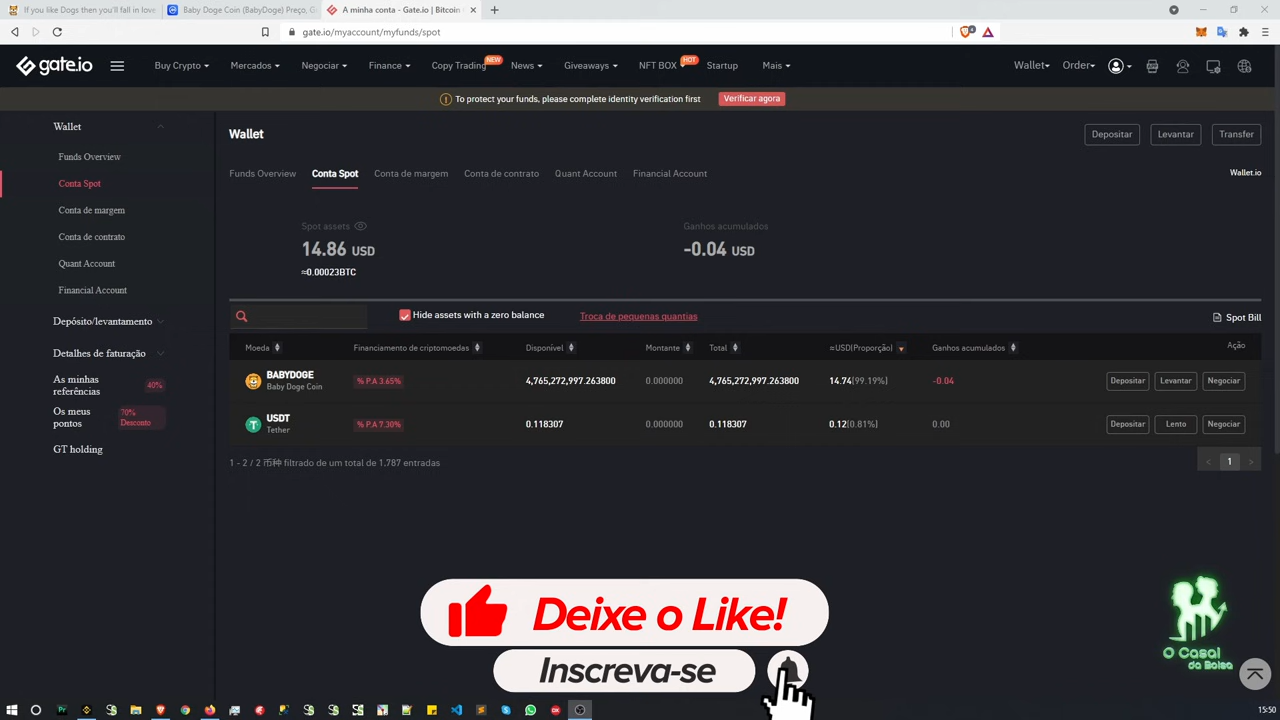 If you like Dogs then you'll fall in love
Baby Doge Coin (BabyDoge) Preço, G
A minha conta - Gate.io | Bitcoin
gate.io/myaccount/myfunds/spot
gate.io
Buy Crypto
Mercados
Negociar
Finance
Copy Trading
NEW
News
Giveaways
NFT BOX
HOT
Startup
Mais
Wallet
Order
To protect your funds, please complete identity verification first
Verificar agora
Wallet
Funds Overview
Conta Spot
Conta de margem
Conta de contrato
Quant Account
Financial Account
Depósito/levantamento
Detalhes de faturação
As minhas
referências
40%
Os meus
pontos
70%
Desconto
GT holding
Wallet
Depositar
Levantar
Transfer
Funds Overview
Conta Spot
Conta de margem
Conta de contrato
Quant Account
Financial Account
Wallet.io
Spot assets
14.86 USD
≈0.00023BTC
Ganhos acumulados
-0.04 USD
Hide assets with a zero balance
Troca de pequenas quantias
Spot Bill
Moeda
Financiamento de criptomoedas
Disponível
Montante
Total
≈USD(Proporção)
Ganhos acumulados
Ação
BABYDOGE
Baby Doge Coin
% P.A 3.65%
4,765,272,997.263800
0.000000
4,765,272,997.263800
14.74(99.19%)
-0.04
Depositar
Levantar
Negociar
USDT
Tether
% P.A 7.30%
0.118307
0.000000
0.118307
0.12(0.81%)
0.00
Depositar
Lento
Negociar
1 - 2 / 2 币种 filtrado de um total de 1,787 entradas
1
Deixe o Like!
Inscreva-se
O Casal
da Bolsa
15:50